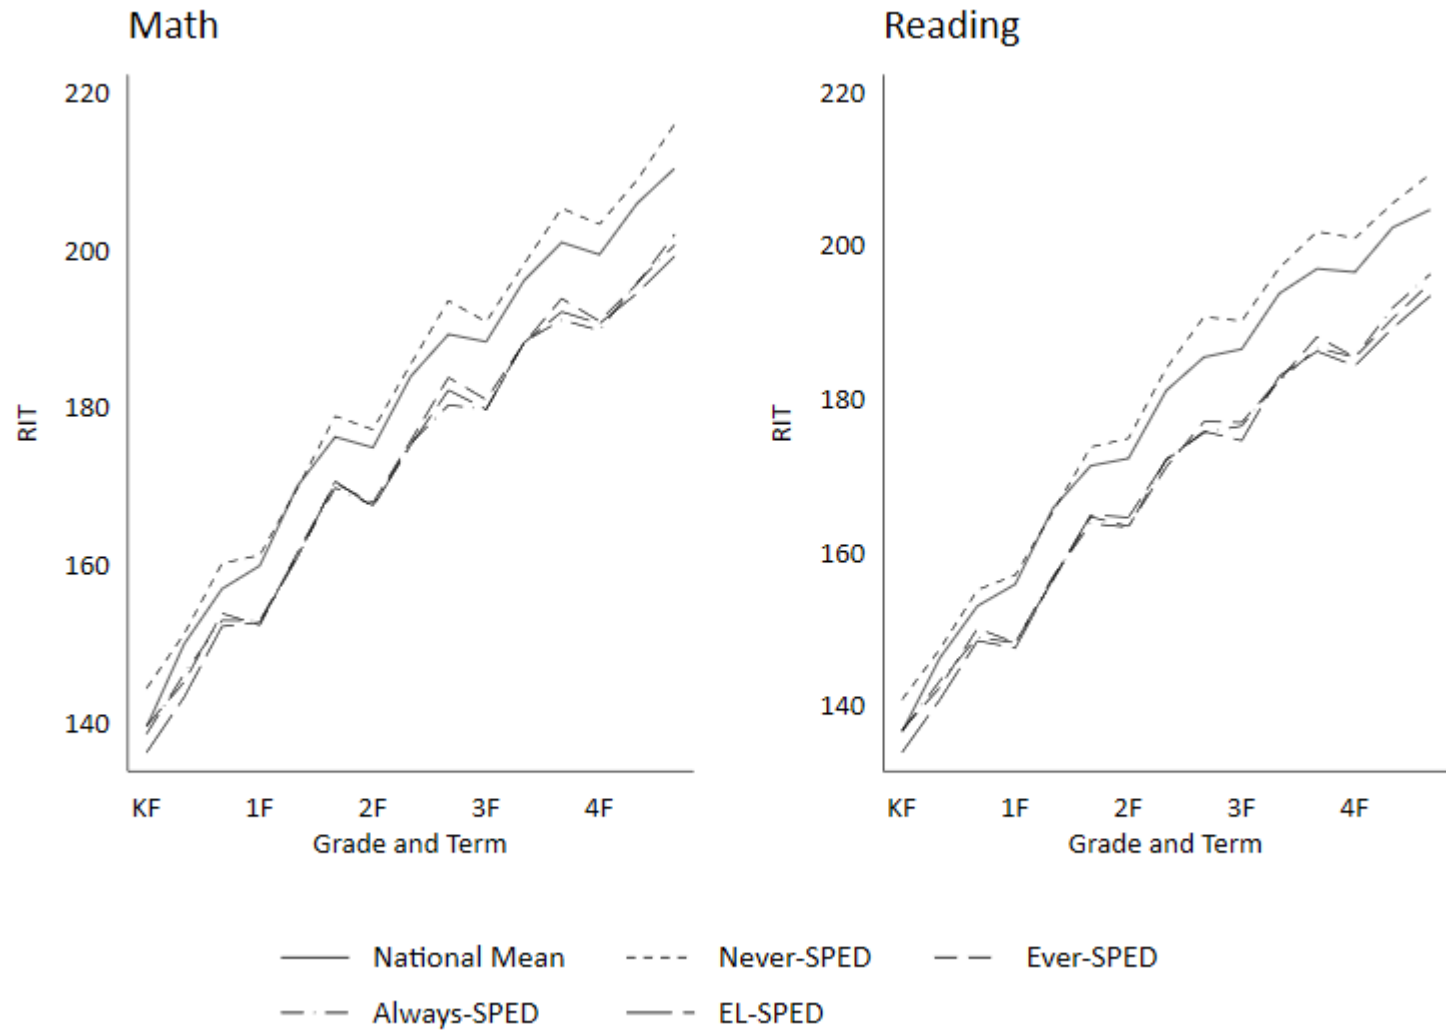 Math
220
200
180
160
140
RIT
KF 1F 2F 3F 4F
Grade and Term
Reading
220
200
180
160
140
RIT
KF 1F 2F 3F 4F
Grade and Term
National Mean Never-SPED Ever-SPED
Always-SPED EL-SPED